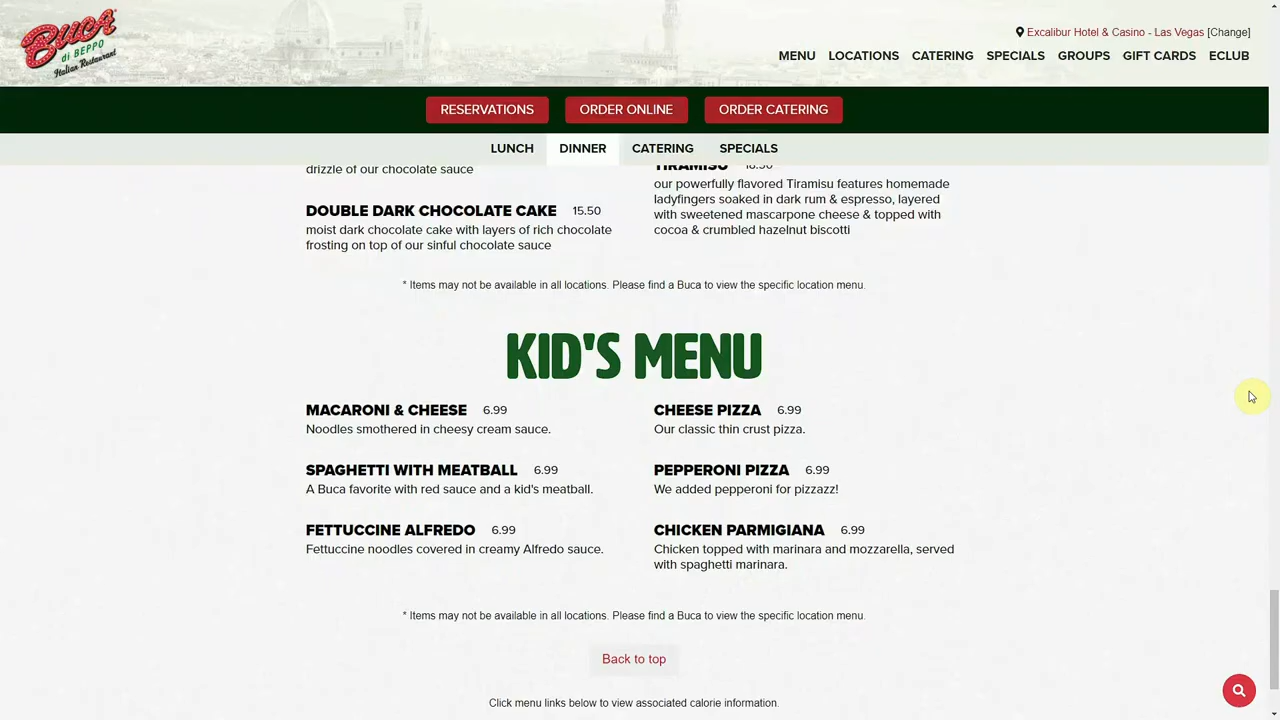 BUCA
di BEPPO
Italian Restaurant
Excalibur Hotel & Casino - Las Vegas [Change]
MENU LOCATIONS CATERING SPECIALS GROUPS GIFT CARDS ECLUB
RESERVATIONS ORDER ONLINE ORDER CATERING
LUNCH DINNER CATERING SPECIALS
drizzle of our chocolate sauce
DOUBLE DARK CHOCOLATE CAKE 15.50
moist dark chocolate cake with layers of rich chocolate
frosting on top of our sinful chocolate sauce
TIRAMISU 18.50
our powerfully flavored Tiramisu features homemade
ladyfingers soaked in dark rum & espresso, layered
with sweetened mascarpone cheese & topped with
cocoa & crumbled hazelnut biscotti
* Items may not be available in all locations. Please find a Buca to view the specific location menu.
KID'S MENU
MACARONI & CHEESE 6.99
Noodles smothered in cheesy cream sauce.
SPAGHETTI WITH MEATBALL 6.99
A Buca favorite with red sauce and a kid's meatball.
FETTUCCINE ALFREDO 6.99
Fettuccine noodles covered in creamy Alfredo sauce.
CHEESE PIZZA 6.99
Our classic thin crust pizza.
PEPPERONI PIZZA 6.99
We added pepperoni for pizzazz!
CHICKEN PARMIGIANA 6.99
Chicken topped with marinara and mozzarella, served
with spaghetti marinara.
* Items may not be available in all locations. Please find a Buca to view the specific location menu.
Back to top
Click menu links below to view associated calorie information.